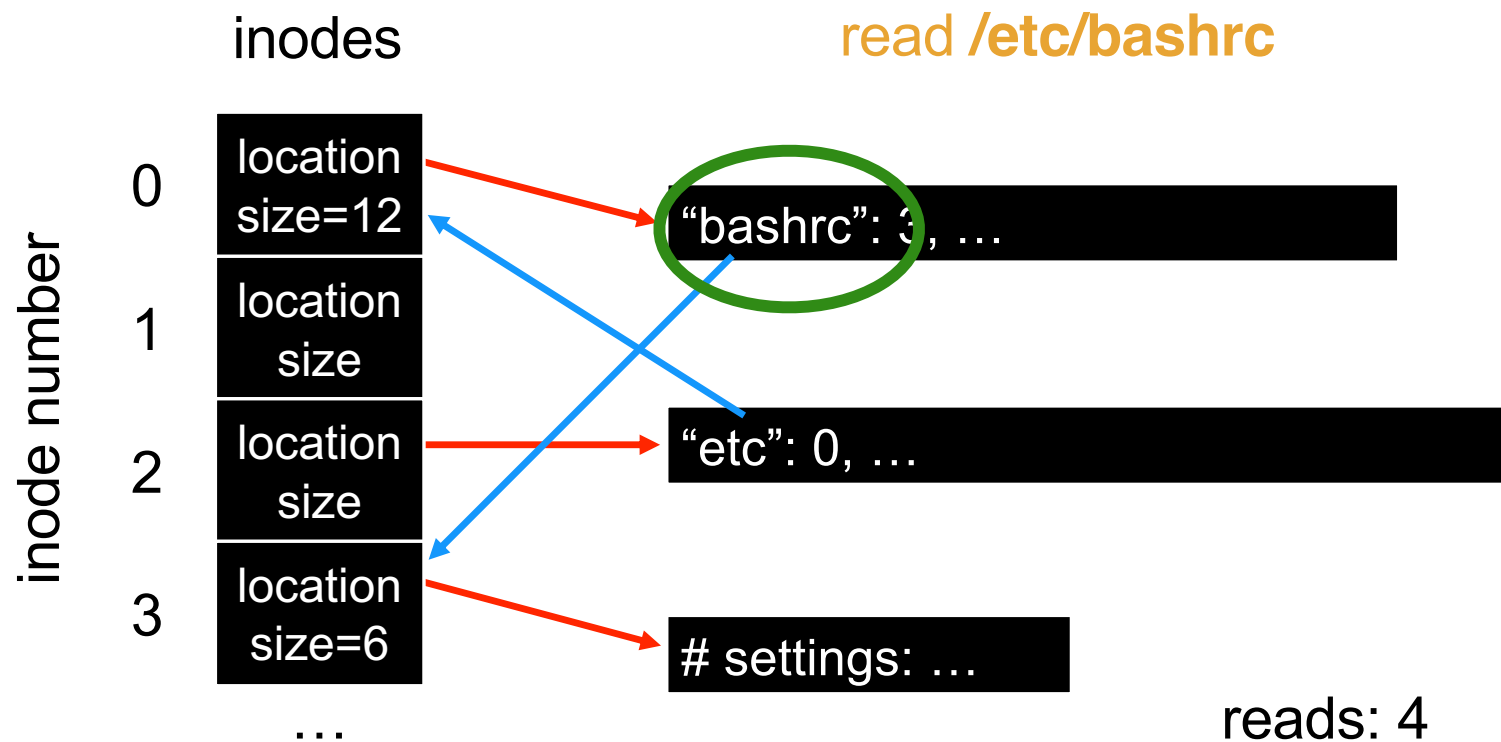 inodes
read /etc/bashrc
inode number
0
location
size=12
“bashrc”: 3, …
1
location
size
2
location
size
“etc”: 0, …
3
location
size=6
# settings: …
…
reads: 4